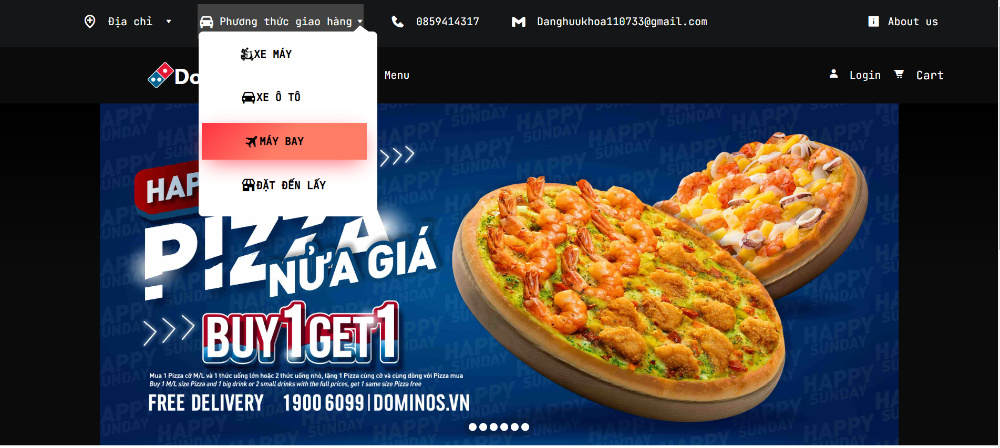 Địa chỉ
Phương thức giao hàng
0859414317
Danghuukhoa110733@gmail.com
About us
XE MÁY
XE Ô TÔ
MÁY BAY
ĐẶT ĐẾN LẤY
Do
Menu
Login
Cart
HAP
PIZZA
NỬA GIÁ
BUY 1 GET 1
Mua 1 Pizza cỡ M/L và 1 thức uống lớn hoặc 2 thức uống nhỏ, tặng 1 Pizza cùng cỡ và cùng dòng với Pizza mua
Buy 1 M/L size Pizza and 1 big drink or 2 small drinks with the full prices, get 1 same size Pizza free
FREE DELIVERY 1900 6099 | DOMINOS.VN
HAPPY
SUNDAY